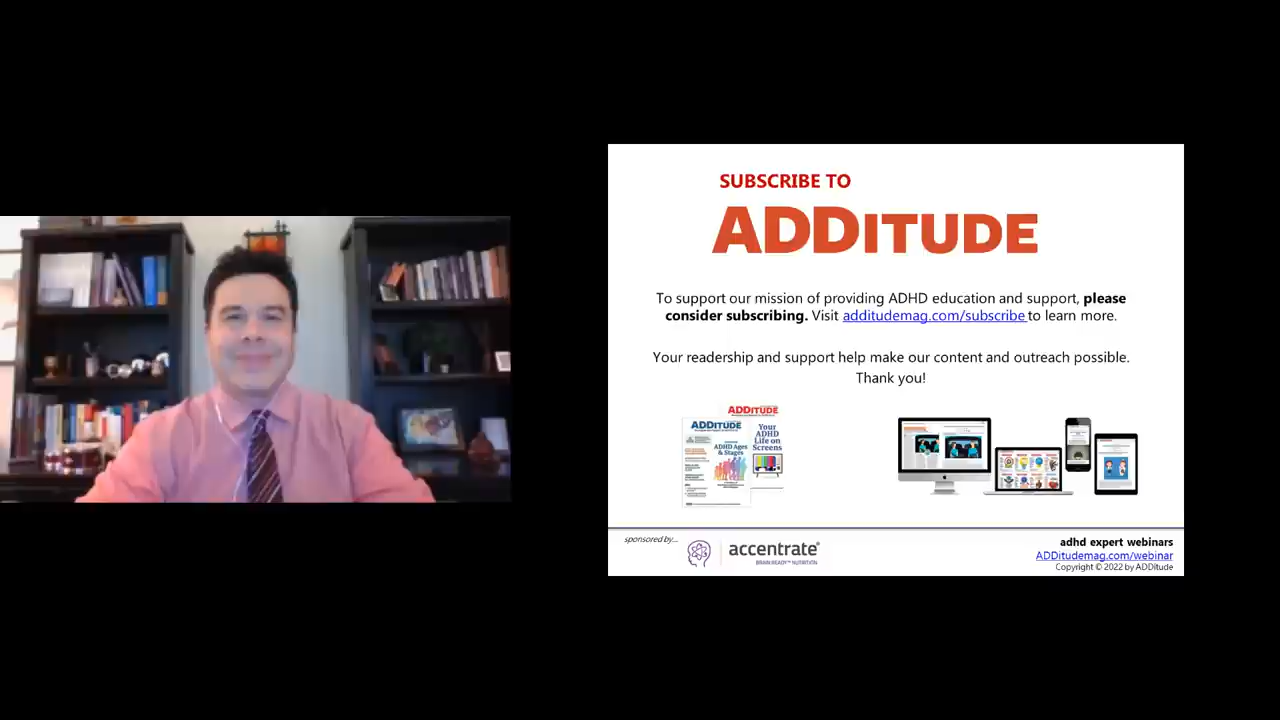 SUBSCRIBE TO
ADDITUDE
To support our mission of providing ADHD education and support, please
consider subscribing. Visit additudemag.com/subscribe to learn more.
Your readership and support help make our content and outreach possible.
Thank you!
ADDITUDE
ADDITUDE
Your
ADHD
Life on
Screens
ADHD Ages
& Stages
sponsored by...
accentrate®
BRAIN READY™ NUTRITION
adhd expert webinars
ADDitudemag.com/webinar
Copyright © 2022 by ADDitude